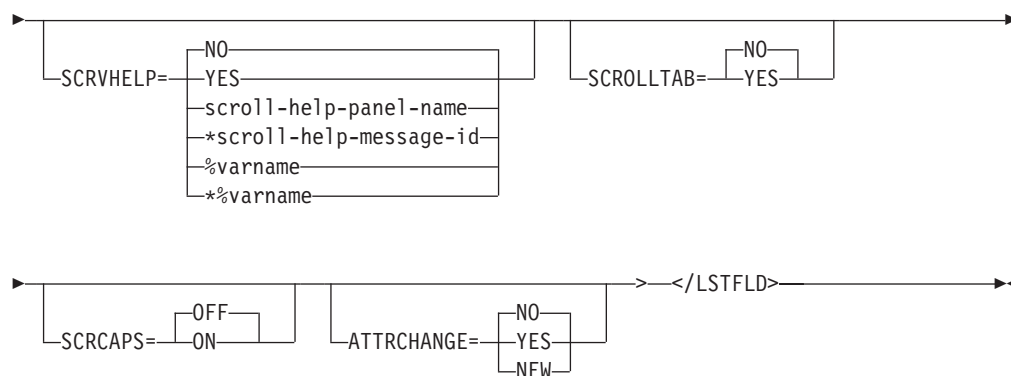 NO NO
SCRVHELP= YES SCROLLTAB= YES
scroll-help-panel-name
*scroll-help-message-id
%varname
*%varname
OFF NO > </LSTFLD>
SCRCAPS= ON ATTRCHANGE= YES
NEW